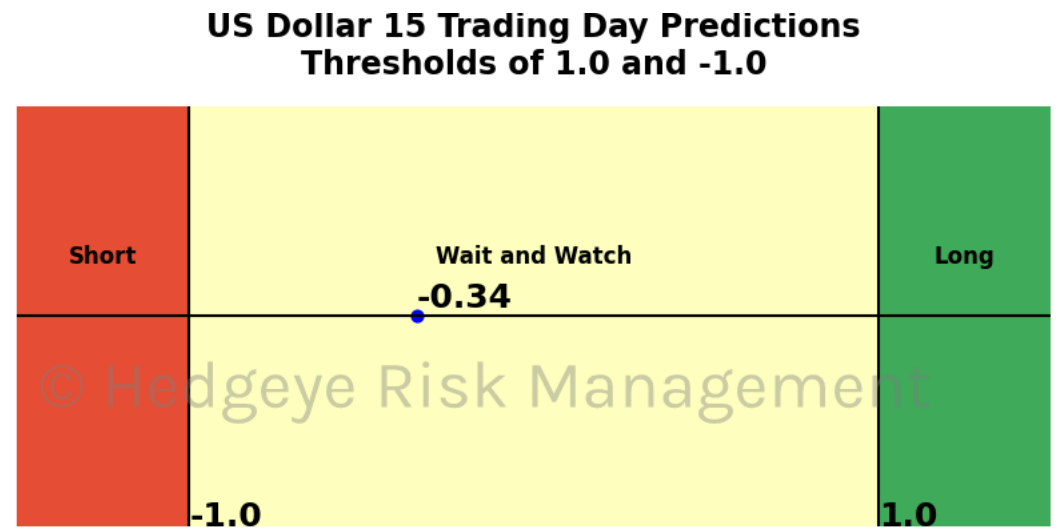 US Dollar 15 Trading Day Predictions
Thresholds of 1.0 and -1.0
Short
Wait and Watch
Long
-0.34
© Hedgeye Risk Management
-1.0
1.0